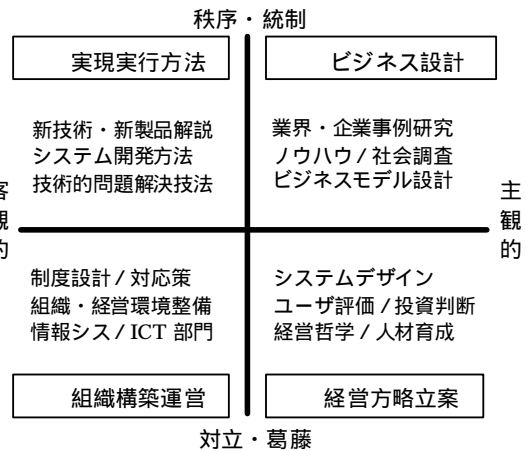 秩序・統制
実現実行方法
ビジネス設計
新技術・新製品解説
システム開発方法
技術的問題解決技法
業界・企業事例研究
ノウハウ / 社会調査
ビジネスモデル設計
客観的
主観的
制度設計 / 対応策
組織・経営環境整備
情報シス / ICT 部門
システムデザイン
ユーザ評価 / 投資判断
経営哲学 / 人材育成
組織構築運営
経営方略立案
対立・葛藤